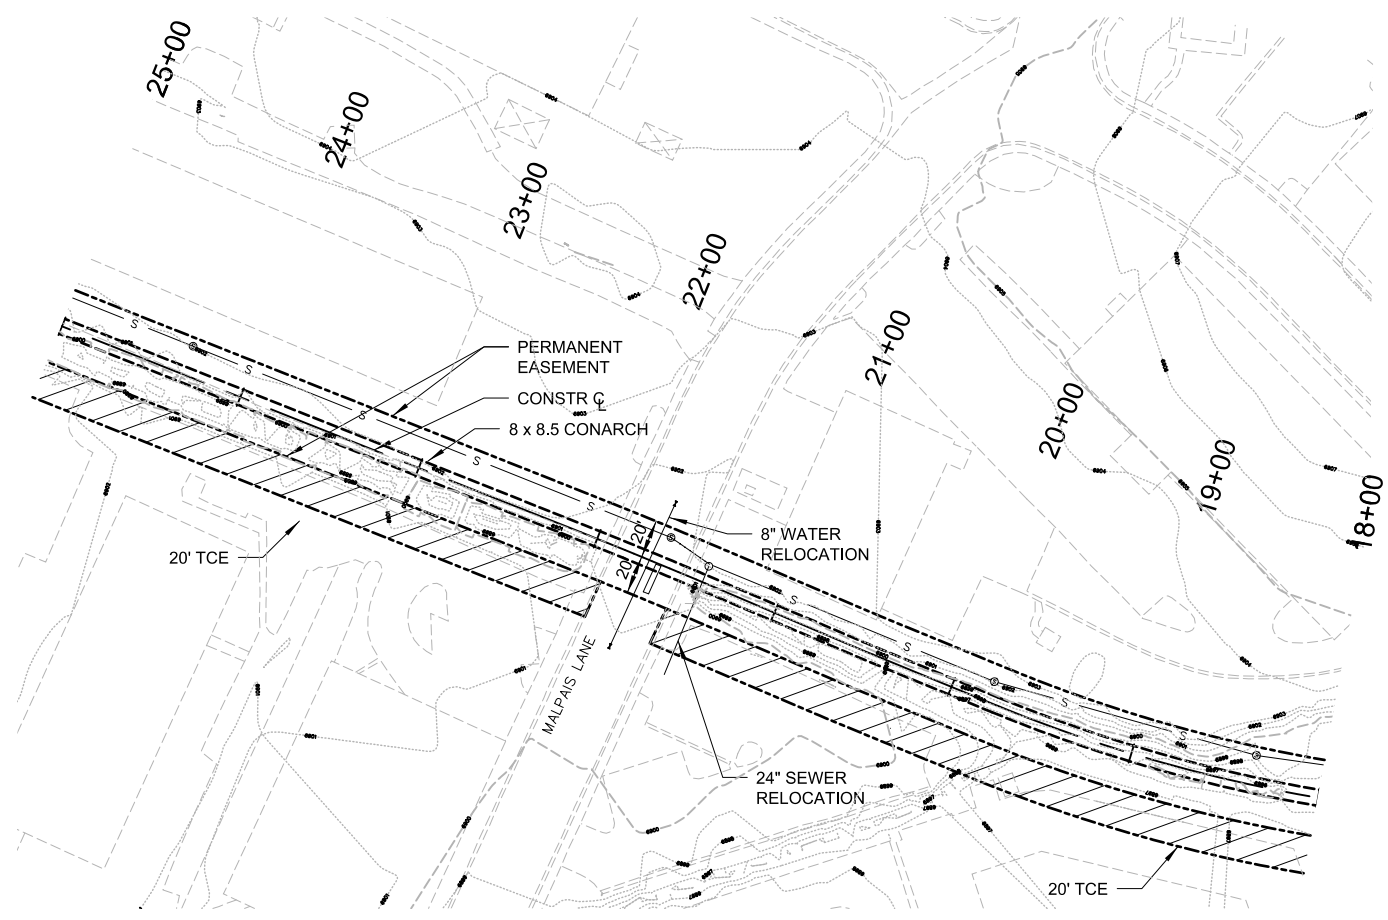 25+00
24+00
23+00
22+00
21+00
20+00
19+00
18+00
PERMANENT
EASEMENT
CONSTR ℄
8 x 8.5 CONARCH
8" WATER
RELOCATION
20'
20'
20' TCE
MALPAIS LANE
24" SEWER
RELOCATION
20' TCE
S
S
S
S
S
S
S
S
S